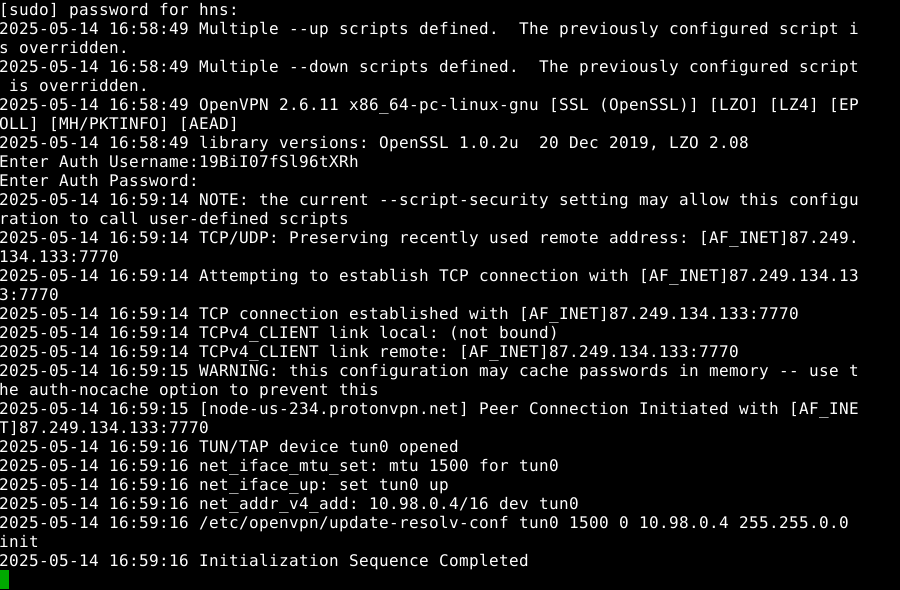 [sudo] password for hns:
2025-05-14 16:58:49 Multiple --up scripts defined.  The previously configured script i
s overridden.
2025-05-14 16:58:49 Multiple --down scripts defined.  The previously configured script
 is overridden.
2025-05-14 16:58:49 OpenVPN 2.6.11 x86_64-pc-linux-gnu [SSL (OpenSSL)] [LZO] [LZ4] [EP
OLL] [MH/PKTINFO] [AEAD]
2025-05-14 16:58:49 library versions: OpenSSL 1.0.2u  20 Dec 2019, LZO 2.08
Enter Auth Username:19BiI07fSl96tXRh
Enter Auth Password:
2025-05-14 16:59:14 NOTE: the current --script-security setting may allow this configu
ration to call user-defined scripts
2025-05-14 16:59:14 TCP/UDP: Preserving recently used remote address: [AF_INET]87.249.
134.133:7770
2025-05-14 16:59:14 Attempting to establish TCP connection with [AF_INET]87.249.134.13
3:7770
2025-05-14 16:59:14 TCP connection established with [AF_INET]87.249.134.133:7770
2025-05-14 16:59:14 TCPv4_CLIENT link local: (not bound)
2025-05-14 16:59:14 TCPv4_CLIENT link remote: [AF_INET]87.249.134.133:7770
2025-05-14 16:59:15 WARNING: this configuration may cache passwords in memory -- use t
he auth-nocache option to prevent this
2025-05-14 16:59:15 [node-us-234.protonvpn.net] Peer Connection Initiated with [AF_INE
T]87.249.134.133:7770
2025-05-14 16:59:16 TUN/TAP device tun0 opened
2025-05-14 16:59:16 net_iface_mtu_set: mtu 1500 for tun0
2025-05-14 16:59:16 net_iface_up: set tun0 up
2025-05-14 16:59:16 net_addr_v4_add: 10.98.0.4/16 dev tun0
2025-05-14 16:59:16 /etc/openvpn/update-resolv-conf tun0 1500 0 10.98.0.4 255.255.0.0
init
2025-05-14 16:59:16 Initialization Sequence Completed